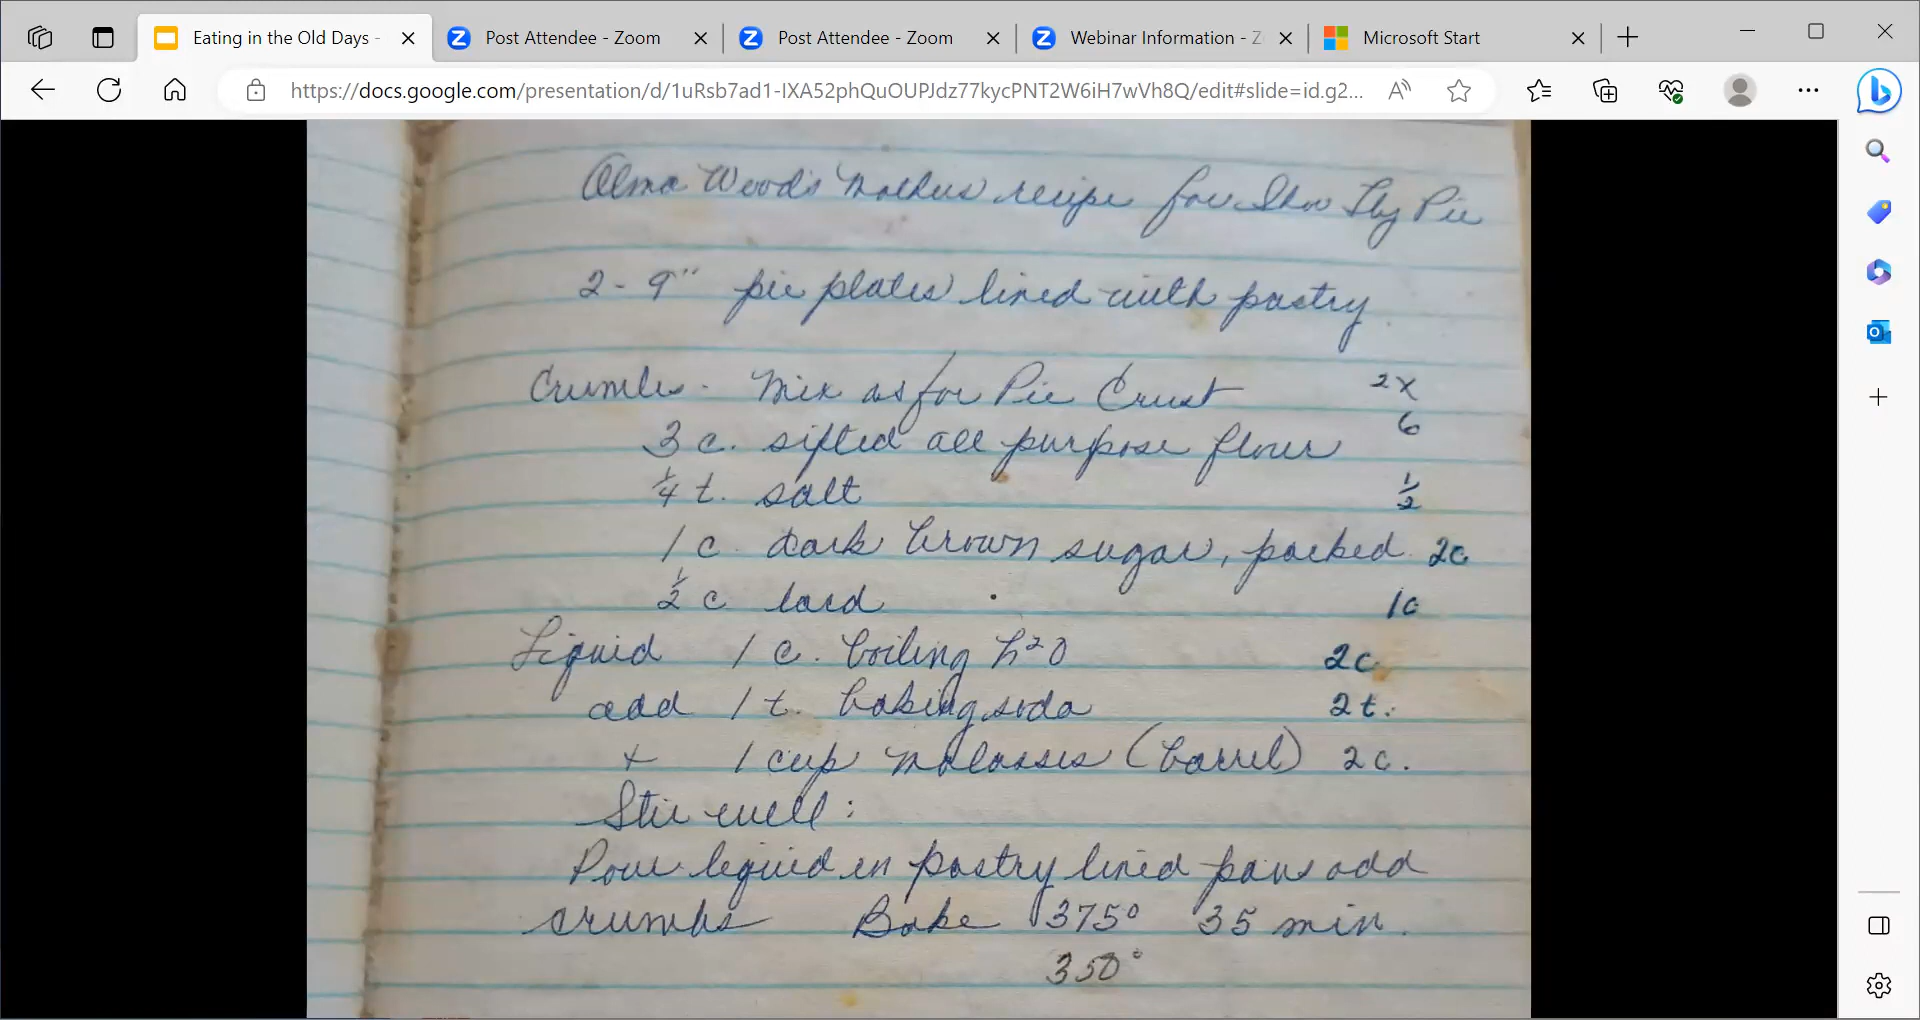 Eating in the Old Days -
Post Attendee - Zoom
Post Attendee - Zoom
Webinar Information - Z
Microsoft Start
https://docs.google.com/presentation/d/1uRsb7ad1-IXA52phQuOUPJdz77kycPNT2W6iH7wVh8Q/edit#slide=id.g2...
Alma Wood's Mothers recipe for Shoo Fly Pie
2 - 9" pie plates lined with pastry
Crumbs - Mix as for Pie Crust 2x
3 c. sifted all purpose flour 6
1/4 t. salt 1/2
1 c. dark brown sugar, packed 2c
1/2 c lard 1c
Liquid 1 c. boiling h²0 2c
add 1 t. baking soda 2t.
+ 1 cup molasses (barrel) 2c.
Stir well:
Pour liquid in pastry lined pans add
crumbs Bake 375° 35 min.
350°